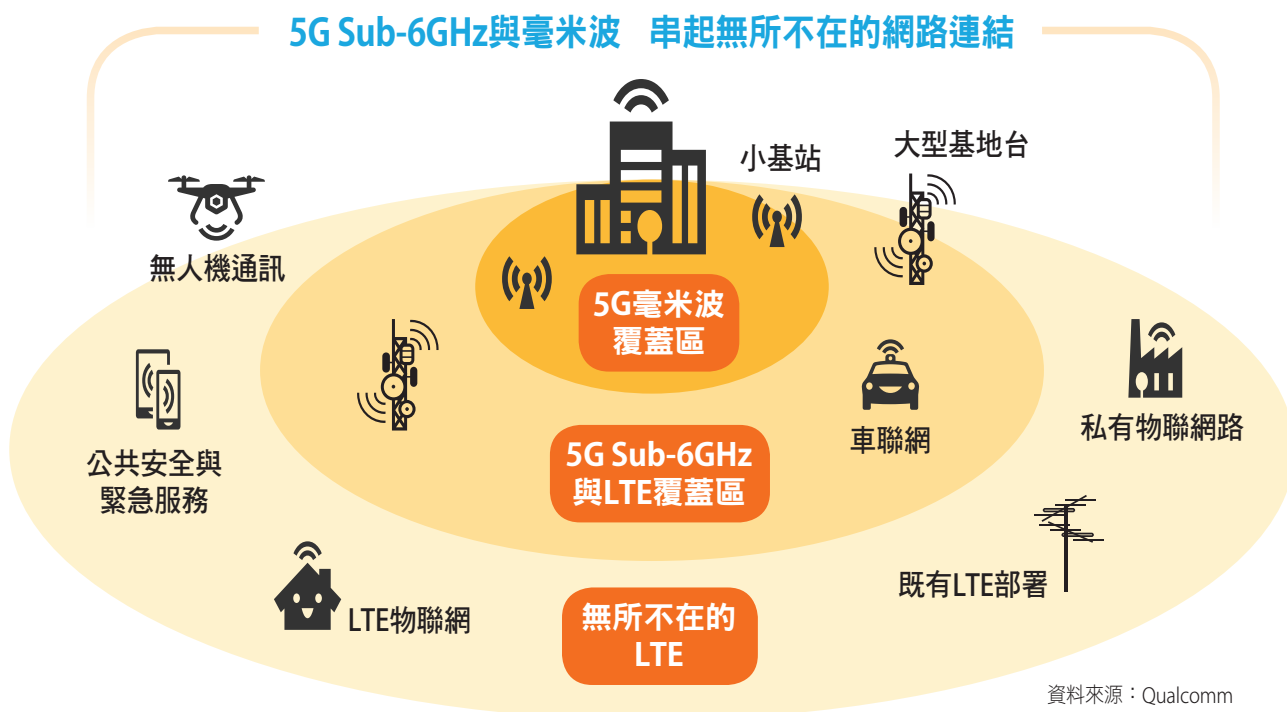 5G Sub-6GHz與毫米波 串起無所不在的網路連結
小基站
大型基地台
無人機通訊
5G毫米波
覆蓋區
車聯網
私有物聯網路
公共安全與
緊急服務
5G Sub-6GHz
與LTE覆蓋區
既有LTE部署
LTE物聯網
無所不在的
LTE
資料來源：Qualcomm